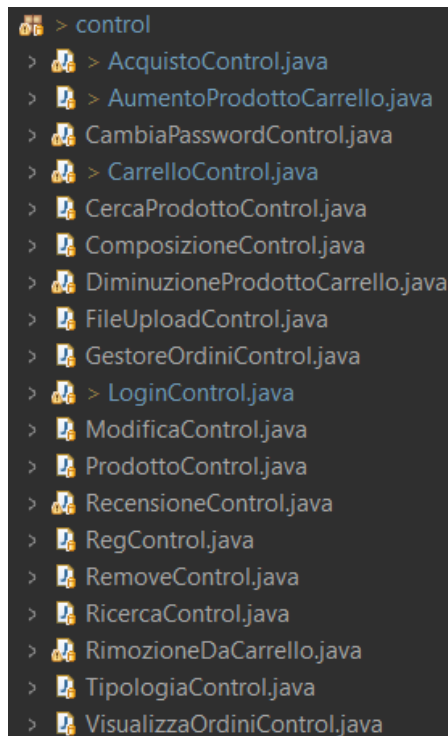 > control
> > AcquistoControl.java
> > AumentoProdottoCarrello.java
> CambiaPasswordControl.java
> > CarrelloControl.java
> CercaProdottoControl.java
> ComposizioneControl.java
> DiminuzioneProdottoCarrello.java
> FileUploadControl.java
> GestoreOrdiniControl.java
> > LoginControl.java
> ModificaControl.java
> ProdottoControl.java
> RecensioneControl.java
> RegControl.java
> RemoveControl.java
> RicercaControl.java
> RimozioneDaCarrello.java
> TipologiaControl.java
> VisualizzaOrdiniControl.java